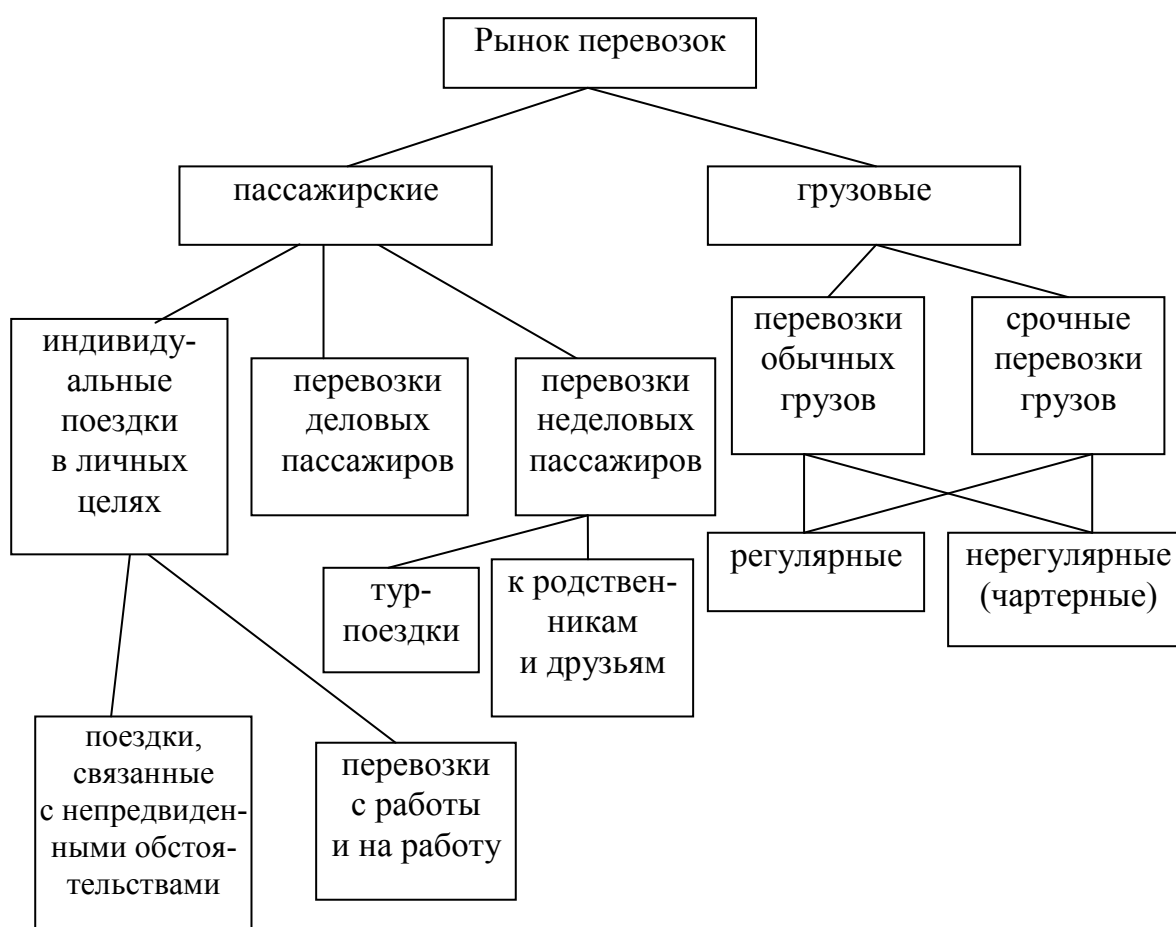 Рынок перевозок
пассажирские
грузовые
индивиду-
альные
поездки
в личных
целях
перевозки
деловых
пассажиров
перевозки
неделовых
пассажиров
перевозки
обычных
грузов
срочные
перевозки
грузов
тур-
поездки
к родствен-
никам
и друзьям
регулярные
нерегулярные
(чартерные)
поездки,
связанные
с непредвиден-
ными обстоя-
тельствами
перевозки
с работы
и на работу